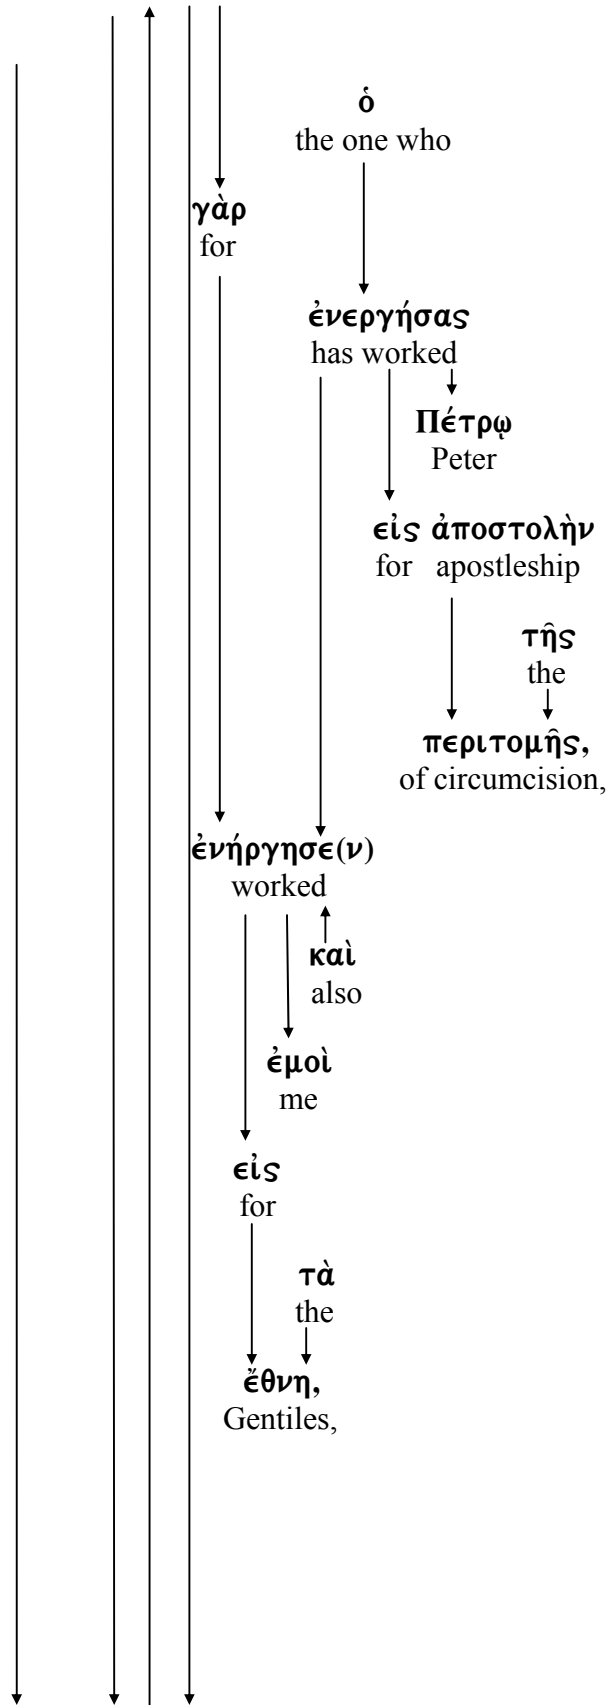 ὁ
the one who
γὰρ
for
ἐνεργήσας
has worked
Πέτρῳ
Peter
εἰς ἀποστολὴν
for apostleship
τῆς
the
περιτομῆς,
of circumcision,
ἐνήργησε(ν)
worked
καὶ
also
ἐμοὶ
me
εἰς
for
τὰ
the
ἔθνη,
Gentiles,